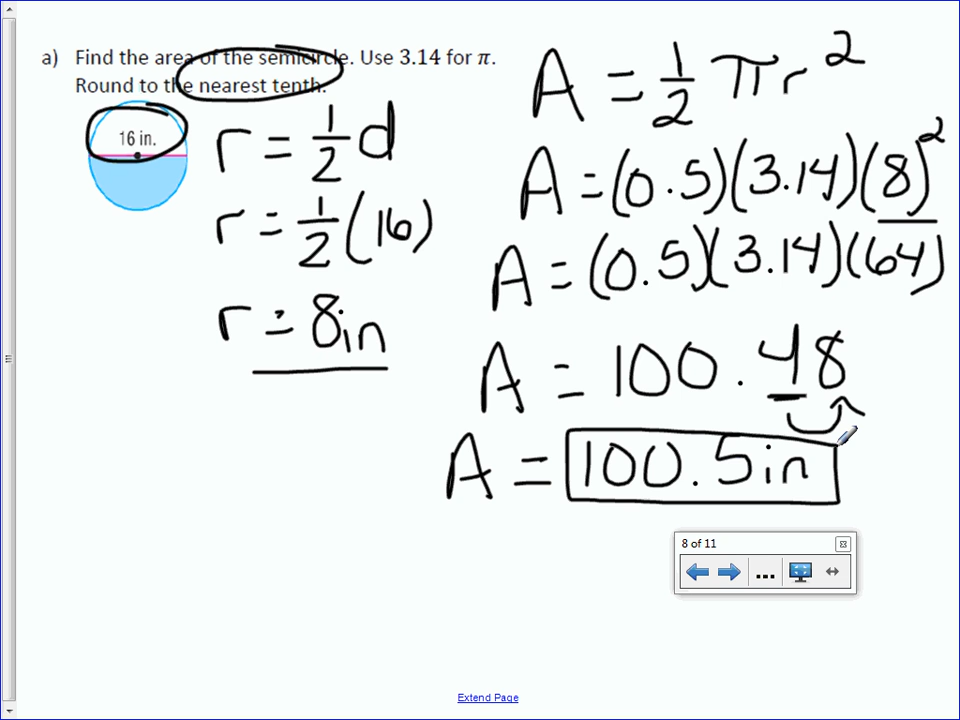 a) Find the area of the semicircle. Use 3.14 for π.
Round to the nearest tenth.
16 in.
r = 1/2 d
r = 1/2 (16)
r = 8in
A = 1/2 πr²
A = (0.5)(3.14)(8)²
A = (0.5)(3.14)(64)
A = 100.48
A = 100.5in
8 of 11
...
Extend Page